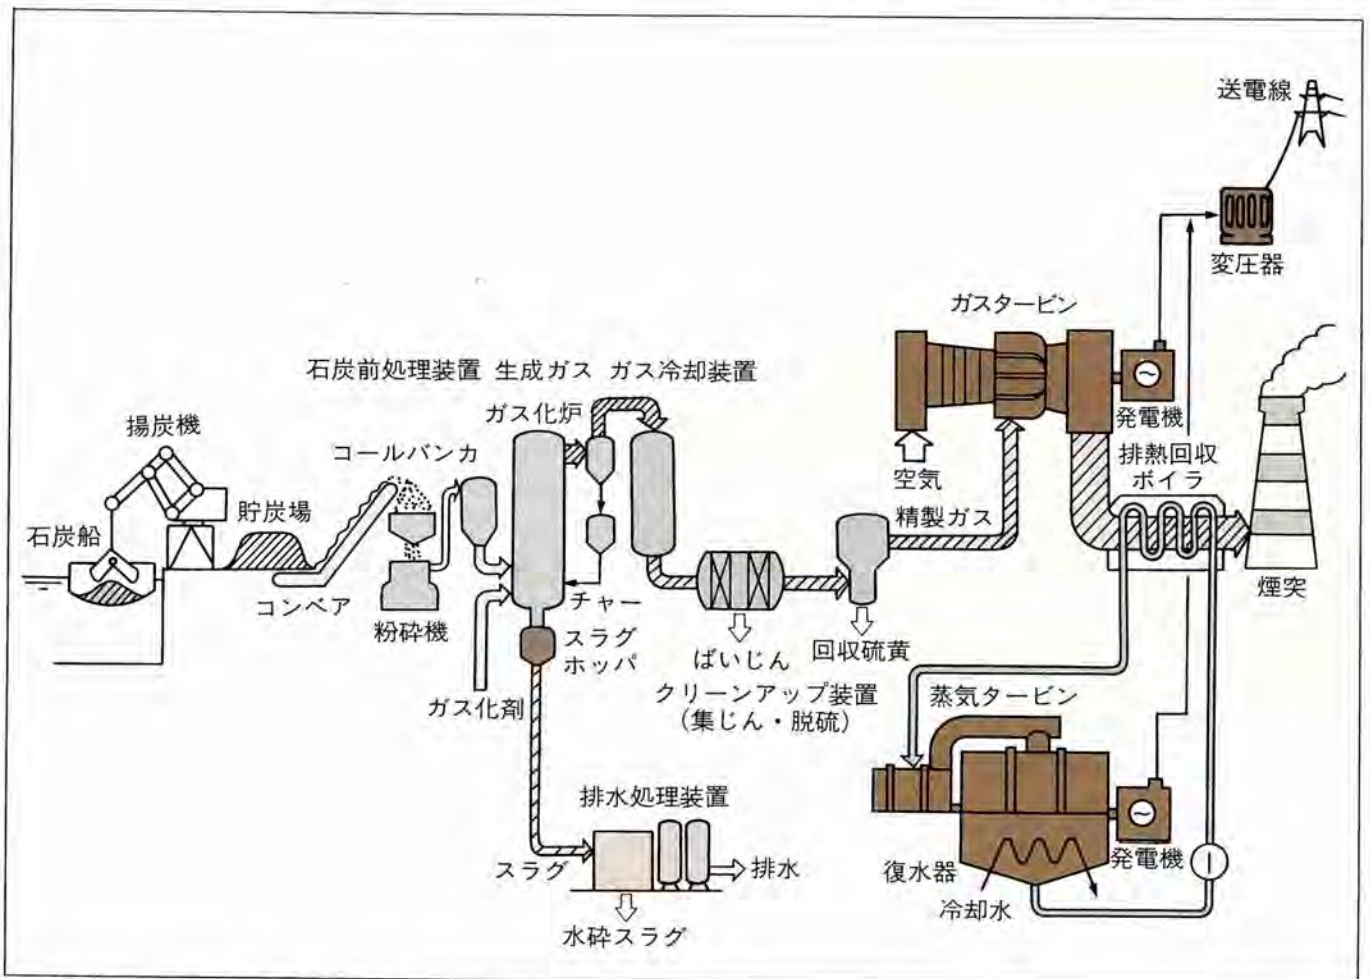 送電線
変圧器
ガスタービン
発電機
空気
排熱回収
ボイラ
精製ガス
煙突
石炭前処理装置
生成ガス
ガス冷却装置
ガス化炉
揚炭機
コールバンカ
石炭船
貯炭場
コンベア
粉砕機
チャー
スラグ
ホッパ
ガス化剤
ばいじん
回収硫黄
クリーンアップ装置
（集じん・脱硫）
蒸気タービン
発電機
復水器
冷却水
排水処理装置
スラグ
排水
水砕スラグ